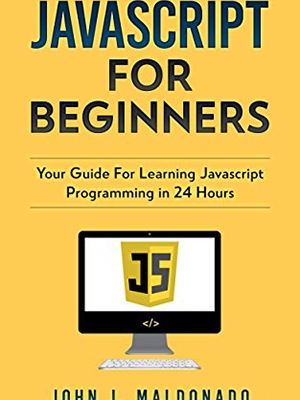 JAVASCRIPT
FOR
BEGINNERS
Your Guide For Learning Javascript
Programming in 24 Hours
JS
</>
JOHN L. MALDONADO